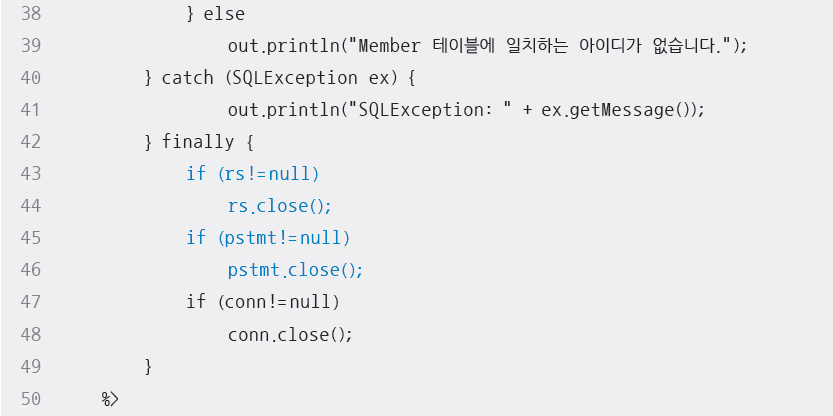 38 } else
39 out.println("Member 테이블에 일치하는 아이디가 없습니다.");
40 } catch (SQLException ex) {
41 out.println("SQLException: " + ex.getMessage());
42 } finally {
43 if (rs!=null)
44 rs.close();
45 if (pstmt!=null)
46 pstmt.close();
47 if (conn!=null)
48 conn.close();
49 }
50 %>